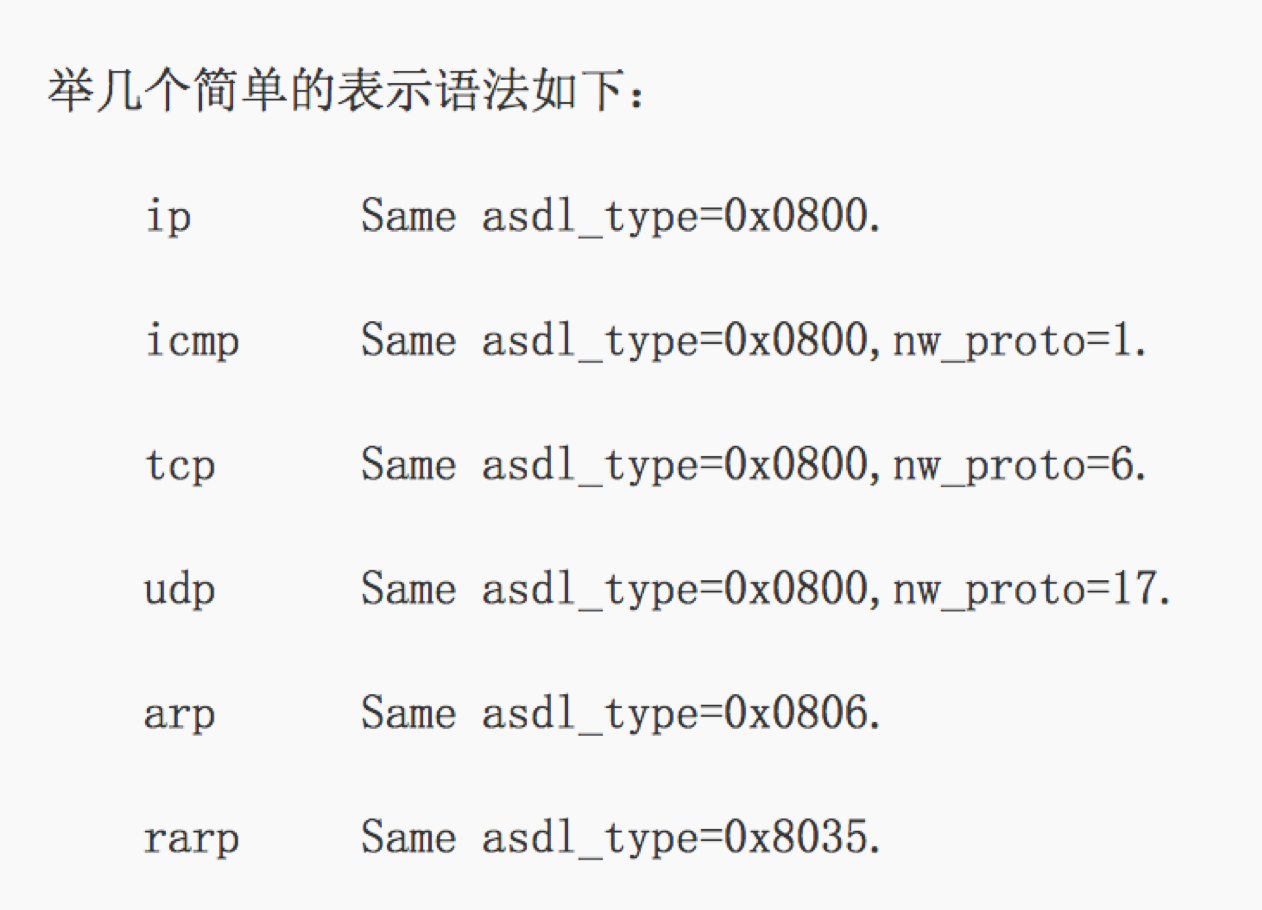 举几个简单的表示语法如下：
ip Same asdl_type=0x0800.
icmp Same asdl_type=0x0800,nw_proto=1.
tcp Same asdl_type=0x0800,nw_proto=6.
udp Same asdl_type=0x0800,nw_proto=17.
arp Same asdl_type=0x0806.
rarp Same asdl_type=0x8035.